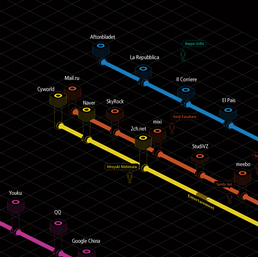 Aftonbladet
La Repubblica
Il Corriere
El Pais
Mail.ru
Cyworld
Naver
SkyRock
2ch.net
mixi
StudiVZ
meebo
Youku
QQ
Google China